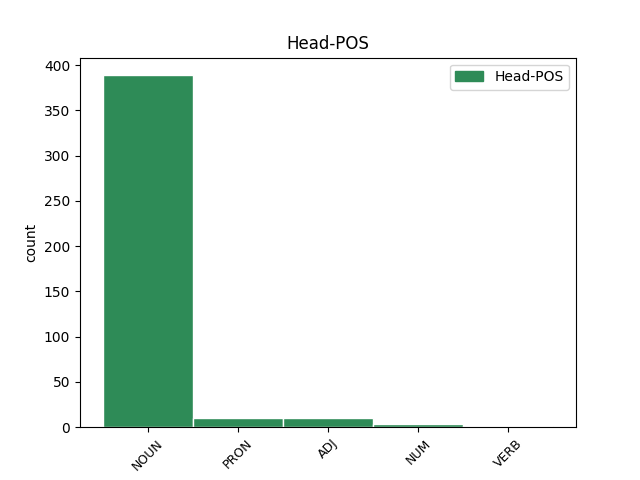 Head-POS
Head-POS
400
350
300
250
200
150
100
50
0
count
NOUN
PRON
ADJ
NUM
VERB